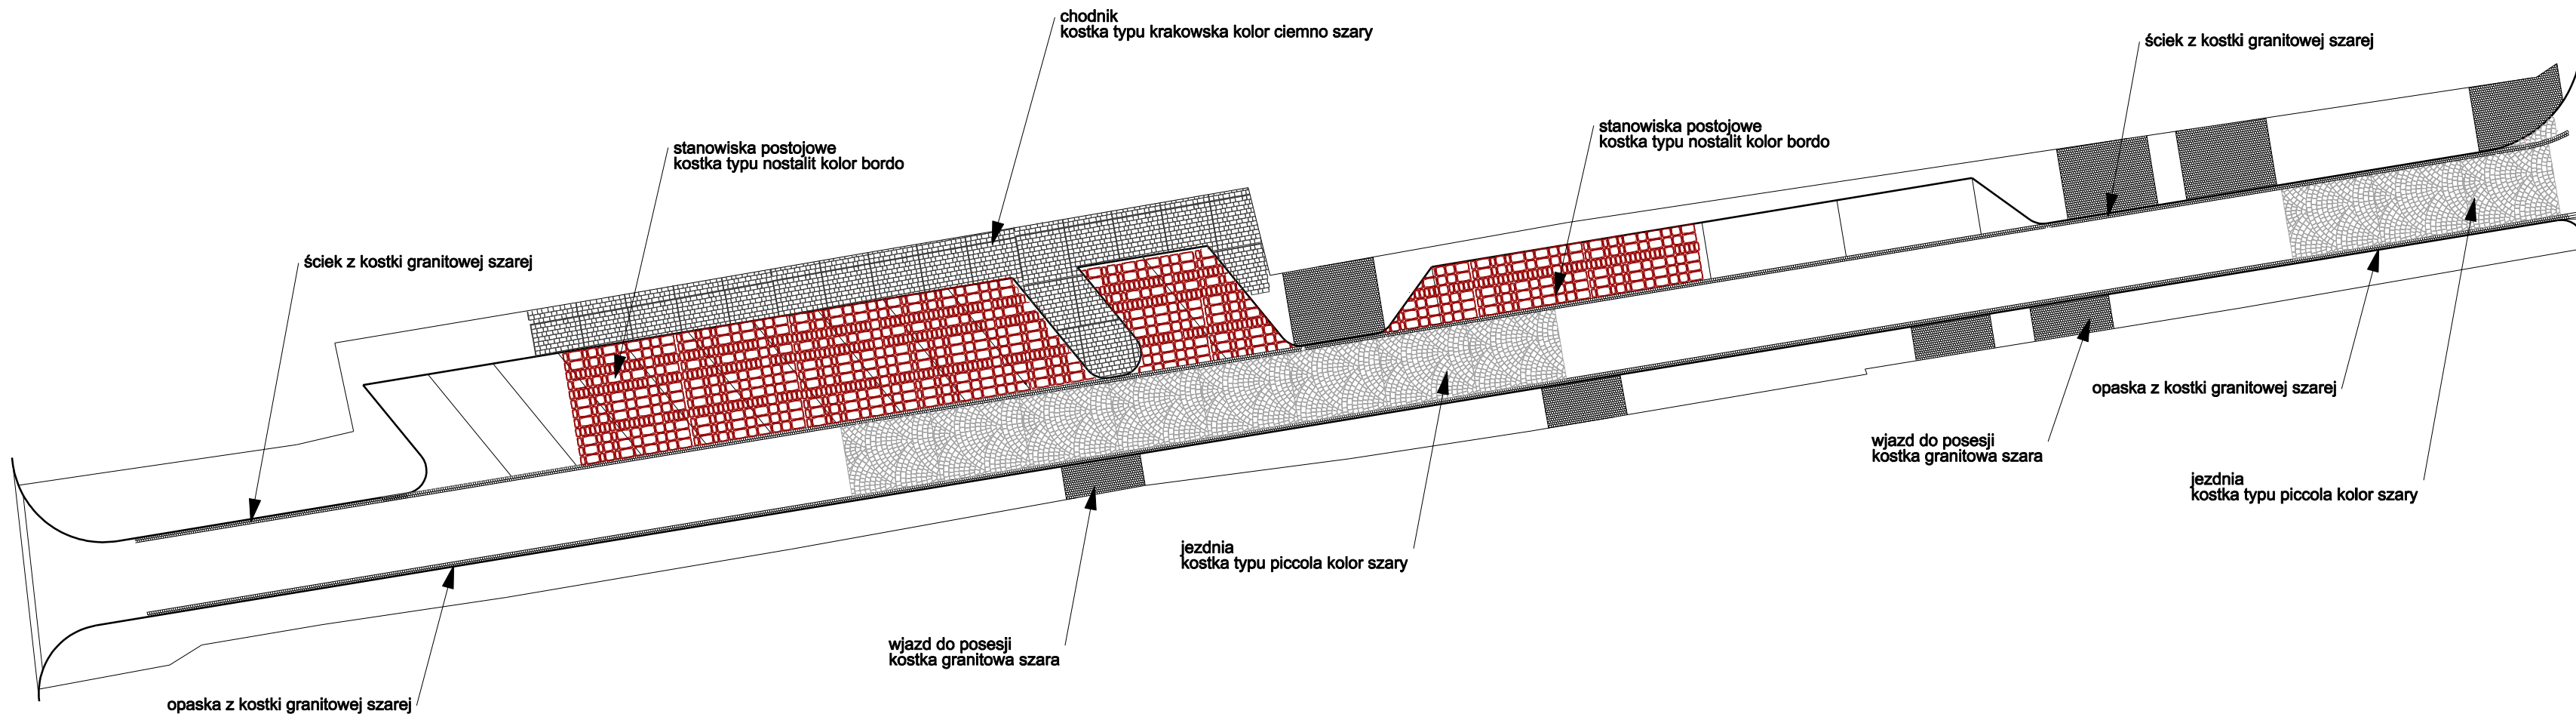 chodnik
kostka typu krakowska kolor ciemno szary
ściek z kostki granitowej szarej
stanowiska postojowe
kostka typu nostalit kolor bordo
stanowiska postojowe
kostka typu nostalit kolor bordo
ściek z kostki granitowej szarej
opaska z kostki granitowej szarej
wjazd do posesji
kostka granitowa szara
jezdnia
kostka typu piccola kolor szary
jezdnia
kostka typu piccola kolor szary
wjazd do posesji
kostka granitowa szara
opaska z kostki granitowej szarej